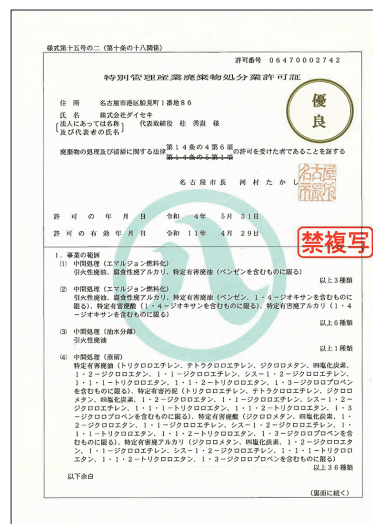 様式第十五号の二(第十条の十八関係)
許可番号 06470002742
特別管理産業廃棄物処分業許可証
優良
住所 名古屋市港区船見町1番地86
氏名 株式会社ダイセキ
法人にあっては名称及び代表者の氏名 代表取締役 柱 秀貴 様
廃棄物の処理及び清掃に関する法律第14条の4第6項の許可を受けた者であることを証する
第14条の5第1項
名古屋市長 河村たかし
許可の年月日 令和 4年 5月31日
許可の有効年月日 令和11年 4月29日
禁複写
1.事業の範囲
(1) 中間処理(エマルジョン燃料化)
引火性廃油、腐食性廃アルカリ、特定有害廃油(ベンゼンを含むものに限る)
以上3種類
(2) 中間処理(エマルジョン燃料化)
引火性廃油、腐食性廃アルカリ、特定有害廃油(ベンゼン、1・4-ジオキサンを含むものに
限る)、特定有害廃酸(1・4-ジオキサンを含むものに限る)、特定有害廃アルカリ(1・4
-ジオキサンを含むものに限る)
以上6種類
(3) 中間処理(油水分離)
引火性廃油
以上1種類
(4) 中間処理(蒸留)
特定有害廃油(トリクロロエチレン、テトラクロロエチレン、ジクロロメタン、四塩化炭素、
1・2-ジクロロエタン、1・1-ジクロロエチレン、シス-1・2-ジクロロエチレン、
1・1・1-トリクロロエタン、1・1・2-トリクロロエタン、1・3-ジクロロプロペン
を含むものに限る)、特定有害汚泥(トリクロロエチレン、テトラクロロエチレン、ジクロロ
メタン、四塩化炭素、1・2-ジクロロエタン、1・1-ジクロロエチレン、シス-1・2-
ジクロロエチレン、1・1・1-トリクロロエタン、1・1・2-トリクロロエタン、1・3
-ジクロロプロペンを含むものに限る)、特定有害廃酸(ジクロロメタン、四塩化炭素、1・
2-ジクロロエタン、1・1-ジクロロエチレン、シス-1・2-ジクロロエチレン、1・
1・1-トリクロロエタン、1・1・2-トリクロロエタン、1・3-ジクロロプロペンを含
むものに限る)、特定有害廃アルカリ(ジクロロメタン、四塩化炭素、1・2-ジクロロエタ
ン、1・1-ジクロロエチレン、シス-1・2-ジクロロエチレン、1・1・1-トリクロロ
エタン、1・1・2-トリクロロエタン、1・3-ジクロロプロペンを含むものに限る)
以上36種類
以下余白
(裏面に続く)